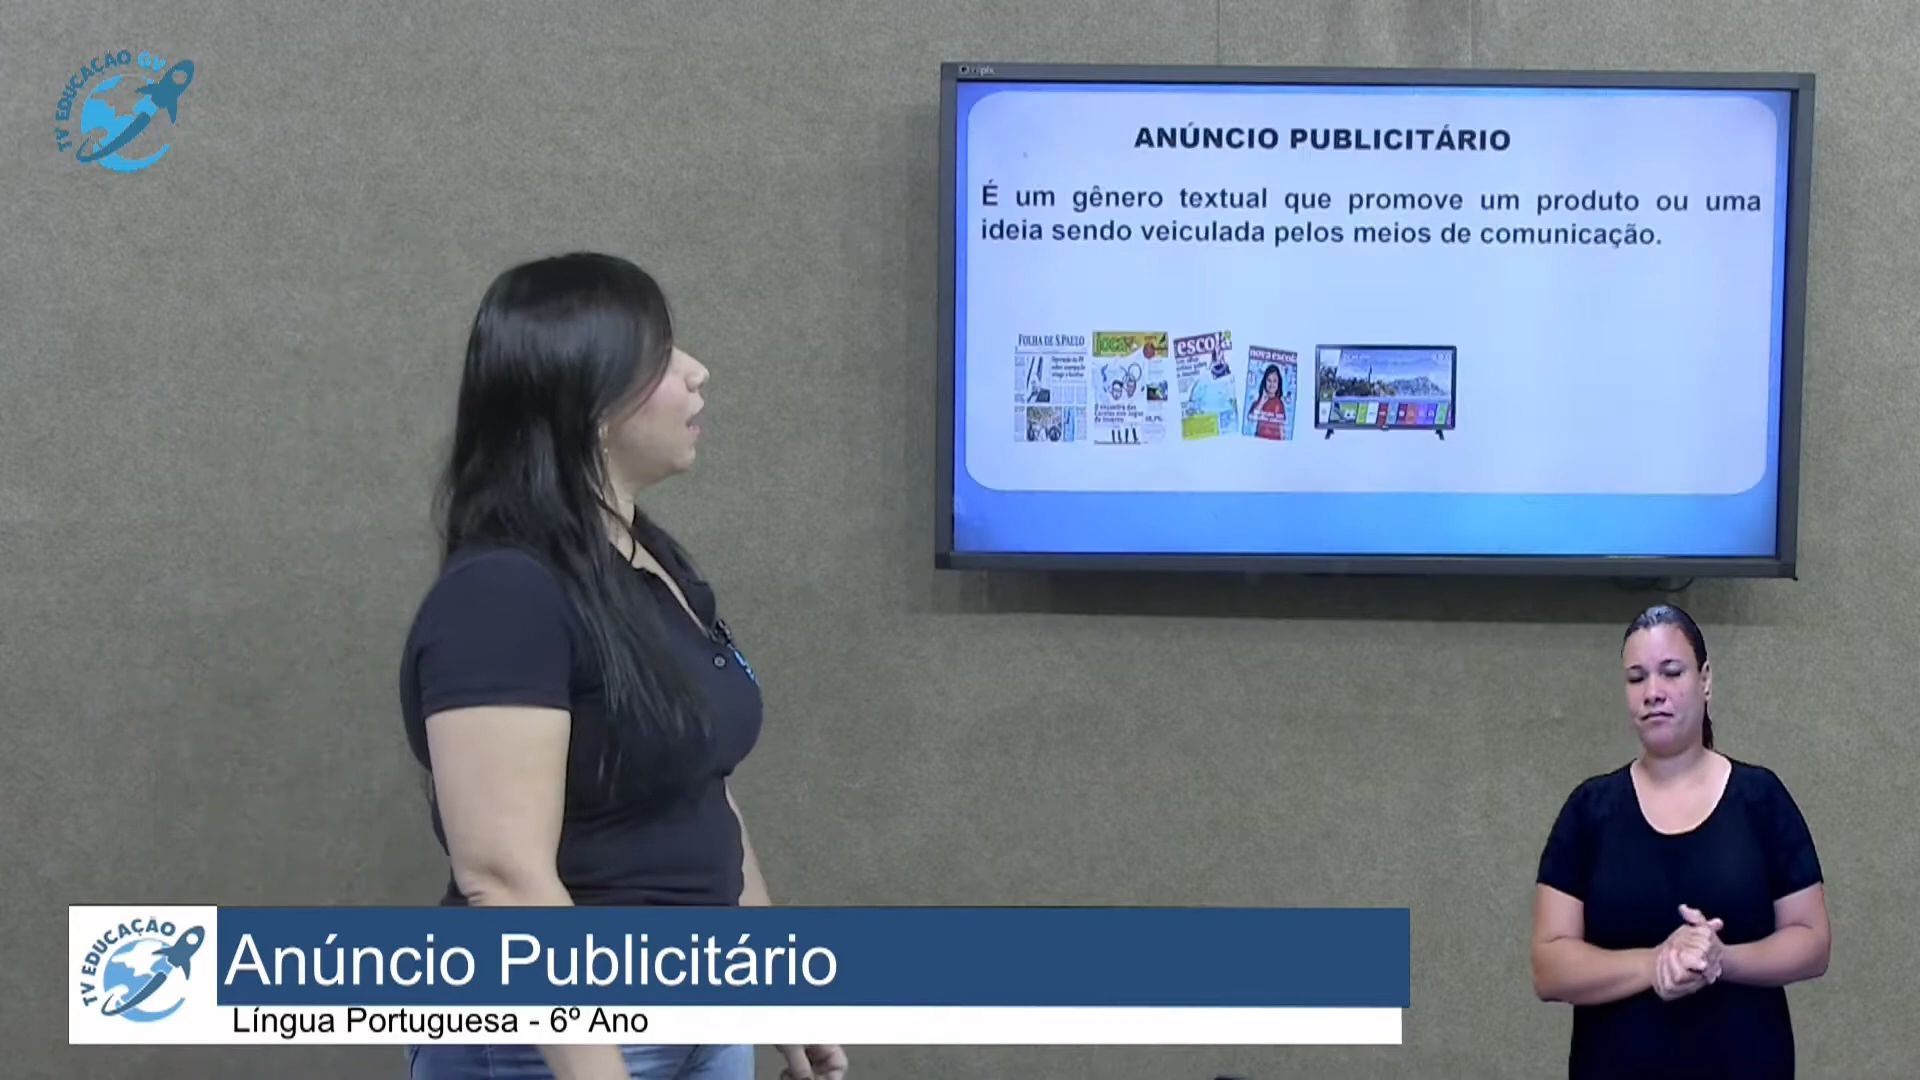 TV EDUCAÇÃO GV
ANÚNCIO PUBLICITÁRIO
É um gênero textual que promove um produto ou uma
ideia sendo veiculada pelos meios de comunicação.
FOLHA DE S.PAULO
joca
escola
nova escola
TV EDUCAÇÃO
Anúncio Publicitário
Língua Portuguesa - 6º Ano